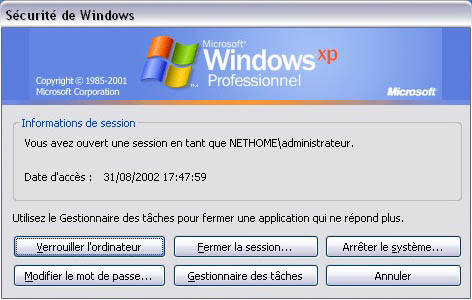 Sécurité de Windows
Microsoft®
Windows xp
Professionnel
Copyright © 1985-2001
Microsoft Corporation
Microsoft
Informations de session
Vous avez ouvert une session en tant que NETHOME\administrateur.
Date d'accès : 31/08/2002 17:47:59
Utilisez le Gestionnaire des tâches pour fermer une application qui ne répond plus.
Verrouiller l'ordinateur
Fermer la session...
Arrêter le système...
Modifier le mot de passe...
Gestionnaire des tâches
Annuler